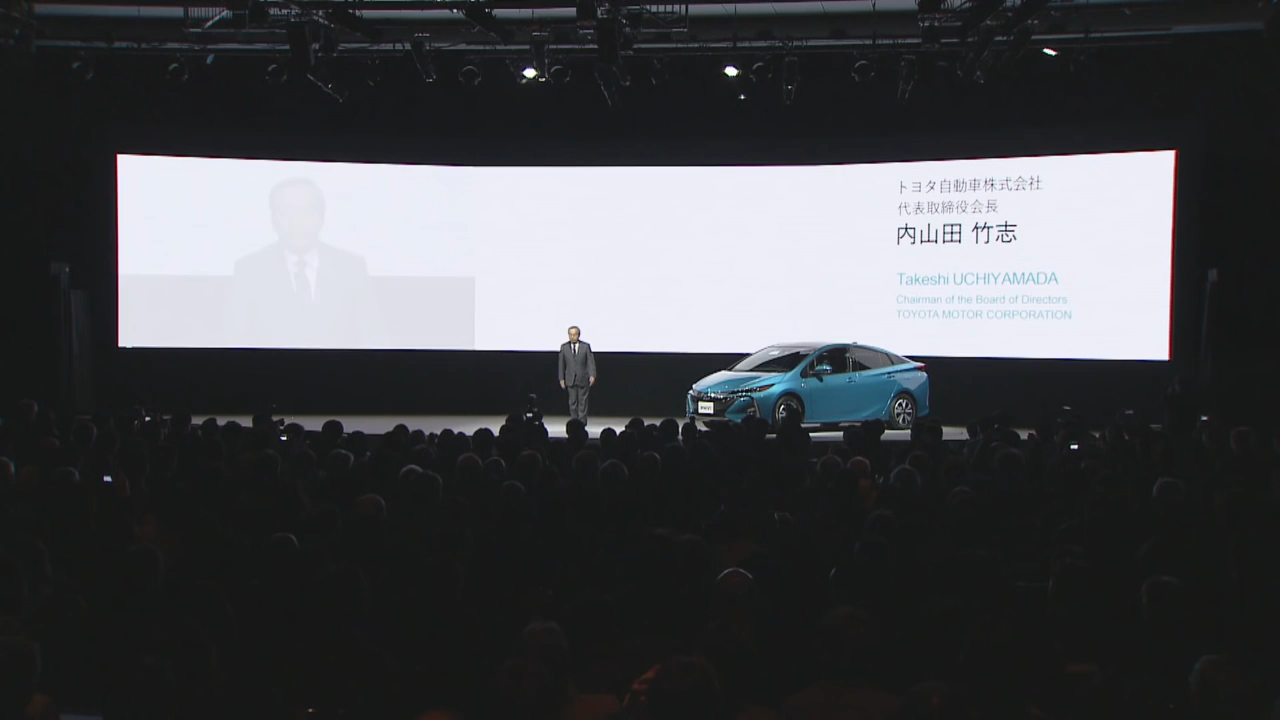 トヨタ自動車株式会社
代表取締役会長
内山田 竹志
Takeshi UCHIYAMADA
Chairman of the Board of Directors
TOYOTA MOTOR CORPORATION